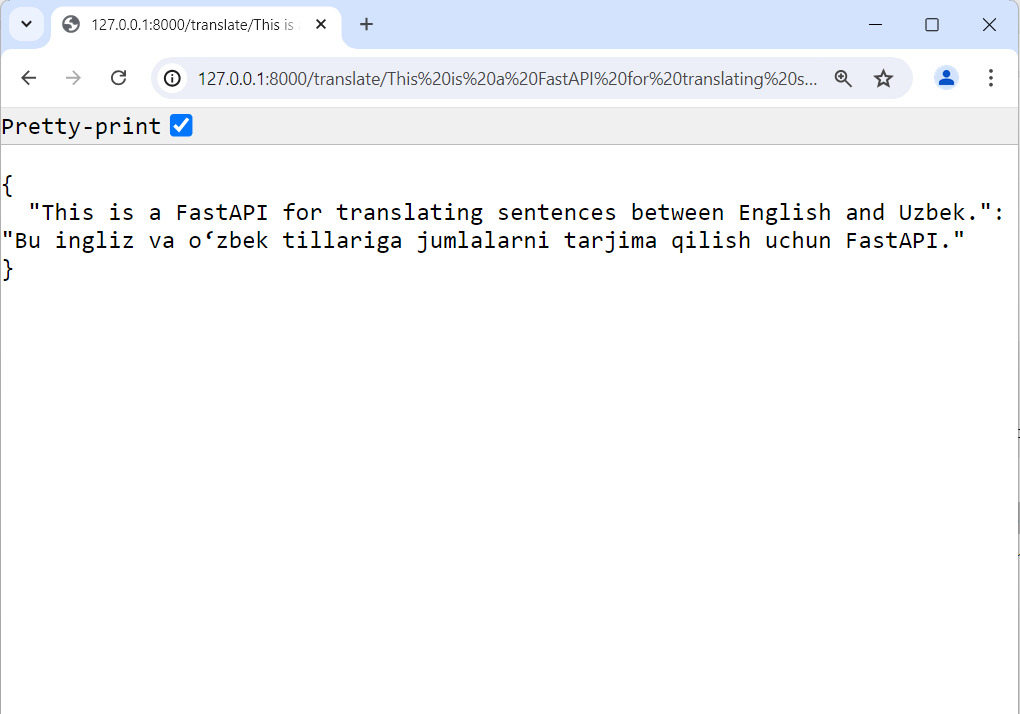 127.0.0.1:8000/translate/This is
127.0.0.1:8000/translate/This%20is%20a%20FastAPI%20for%20translating%20s...
Pretty-print
{
"This is a FastAPI for translating sentences between English and Uzbek.":
"Bu ingliz va oʻzbek tillariga jumlalarni tarjima qilish uchun FastAPI."
}